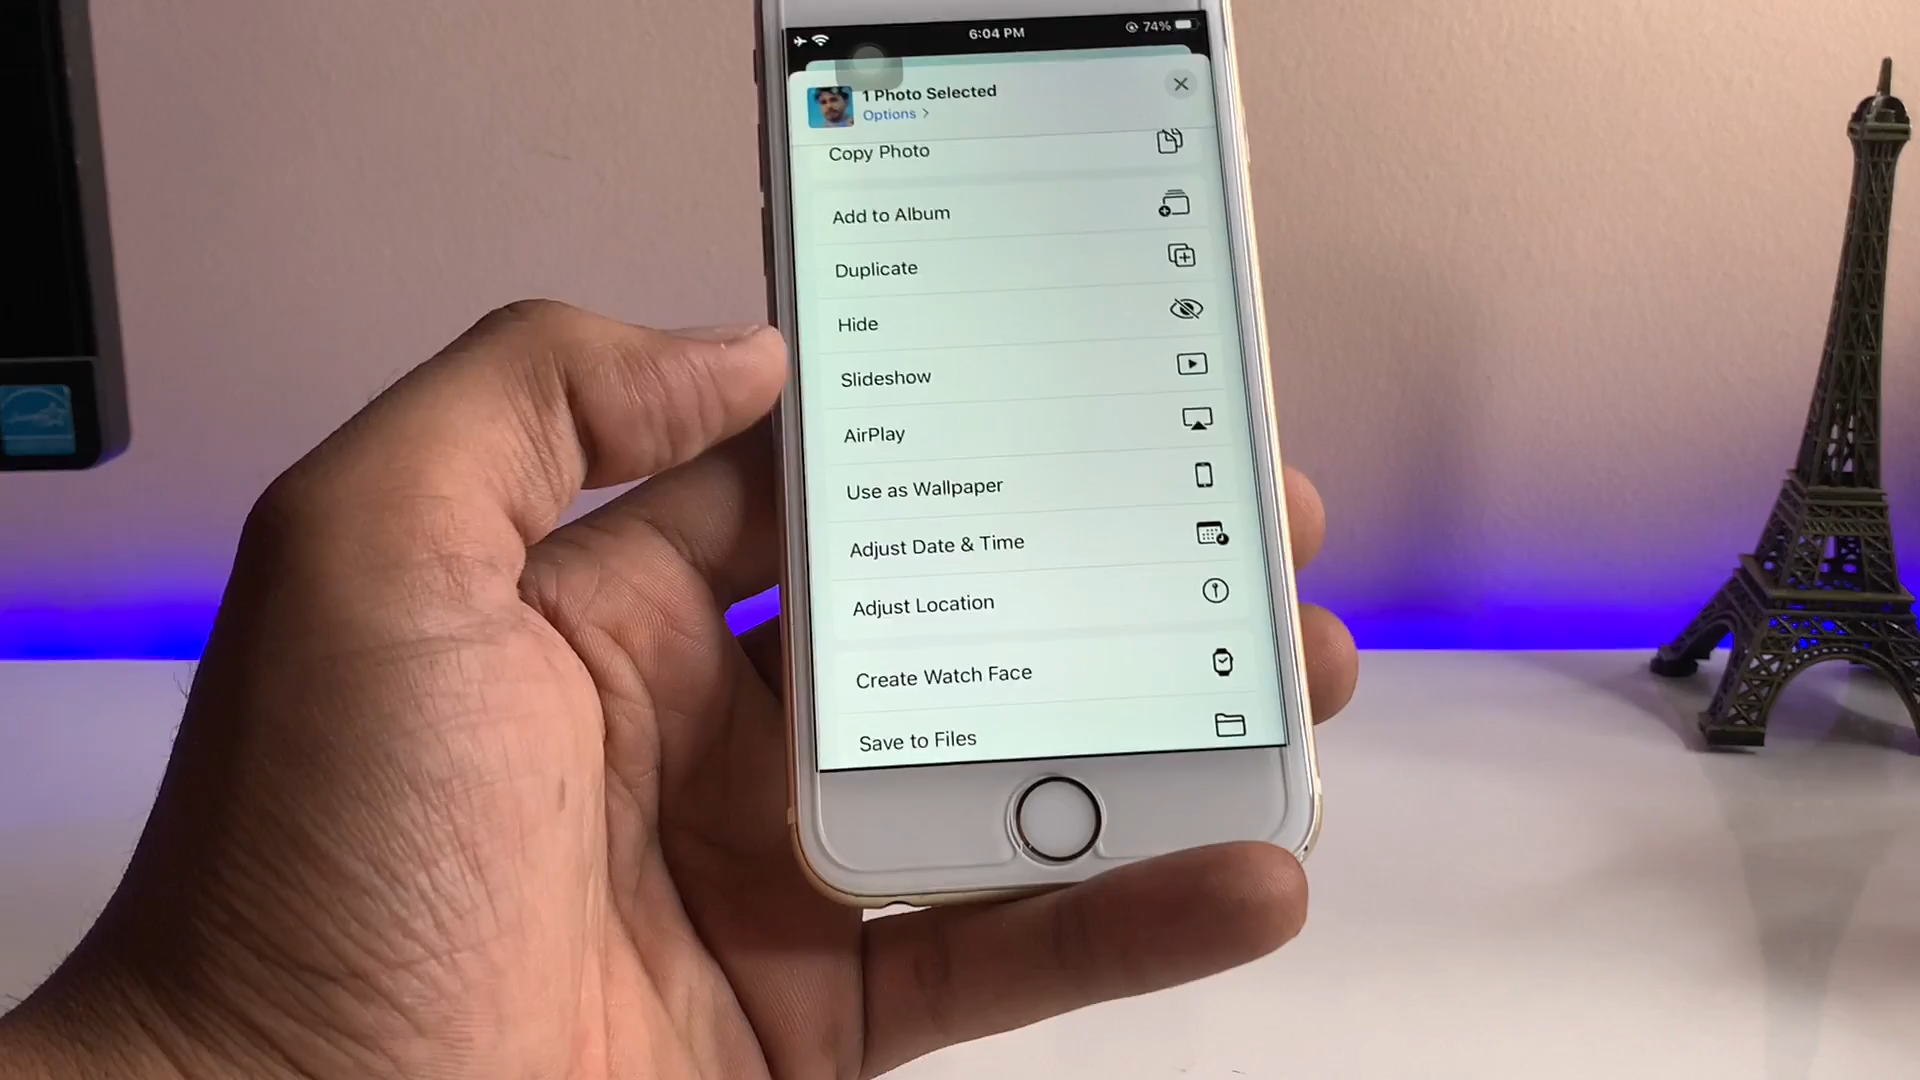 6:04 PM
74%
1 Photo Selected
Options >
Copy Photo
Add to Album
Duplicate
Hide
Slideshow
AirPlay
Use as Wallpaper
Adjust Date & Time
Adjust Location
Create Watch Face
Save to Files